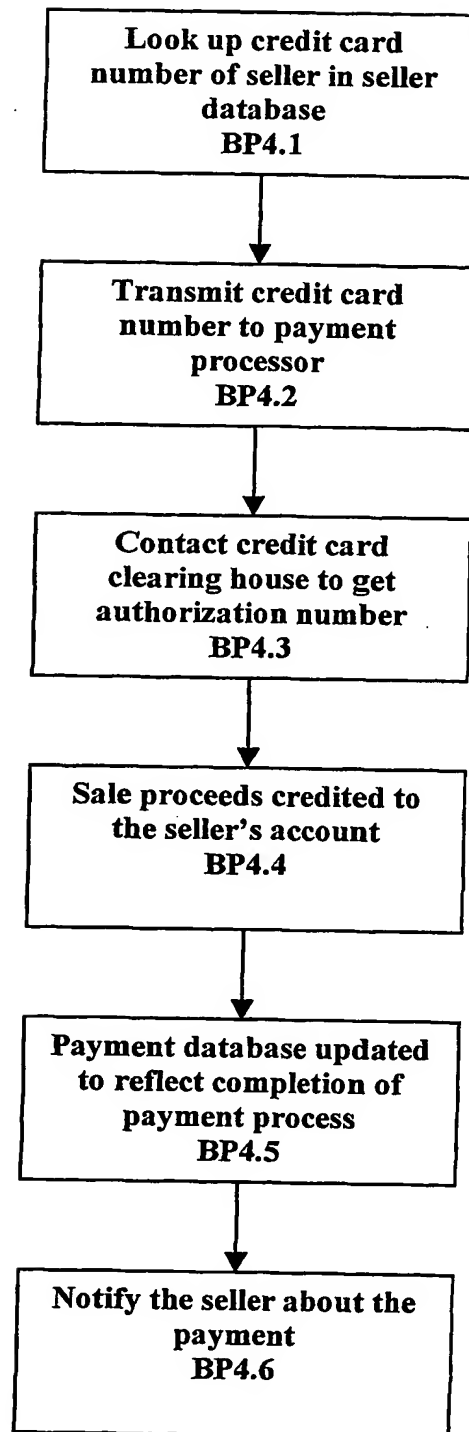 Look up credit card
number of seller in seller
database
BP4.1
Transmit credit card
number to payment
processor
BP4.2
Contact credit card
clearing house to get
authorization number
BP4.3
Sale proceeds credited to
the seller's account
BP4.4
Payment database updated
to reflect completion of
payment process
BP4.5
Notify the seller about the
payment
BP4.6